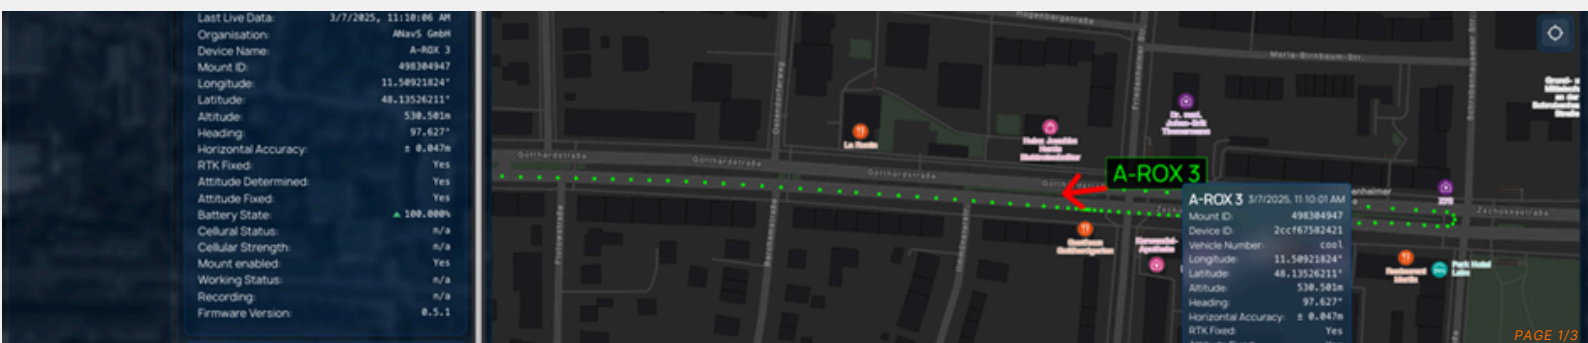 Last Live Data: 3/7/2025, 11:10:06 AM
Organisation: ANavS GmbH
Device Name: A-ROX 3
Mount ID: 498304947
Longitude: 11.50921824°
Latitude: 48.13526211°
Altitude: 530.501m
Heading: 97.627°
Horizontal Accuracy: ± 0.047m
RTK Fixed: Yes
Attitude Determined: Yes
Attitude Fixed: Yes
Battery State: ▲ 100.000%
Cellural Status: n/a
Cellular Strength: n/a
Mount enabled: Yes
Working Status: n/a
Recording: n/a
Firmware Version: 0.5.1
Hogenbergstraße
Maria-Birnbaum-Str.
La Ruota
Gotthardstraße
Gotthardstraße
Gotthardstraße
A-ROX 3
A-ROX 3 3/7/2025, 11:10:01 AM
Mount ID: 498304947
Device ID: 2ccf67582421
Vehicle Number: cool
Longitude: 11.50921824°
Latitude: 48.13526211°
Altitude: 530.501m
Heading: 97.627°
Horizontal Accuracy: ± 0.047m
RTK Fixed: Yes
enheimer
Zschokkestraße
Park Hotel
Laim
PAGE 1/3